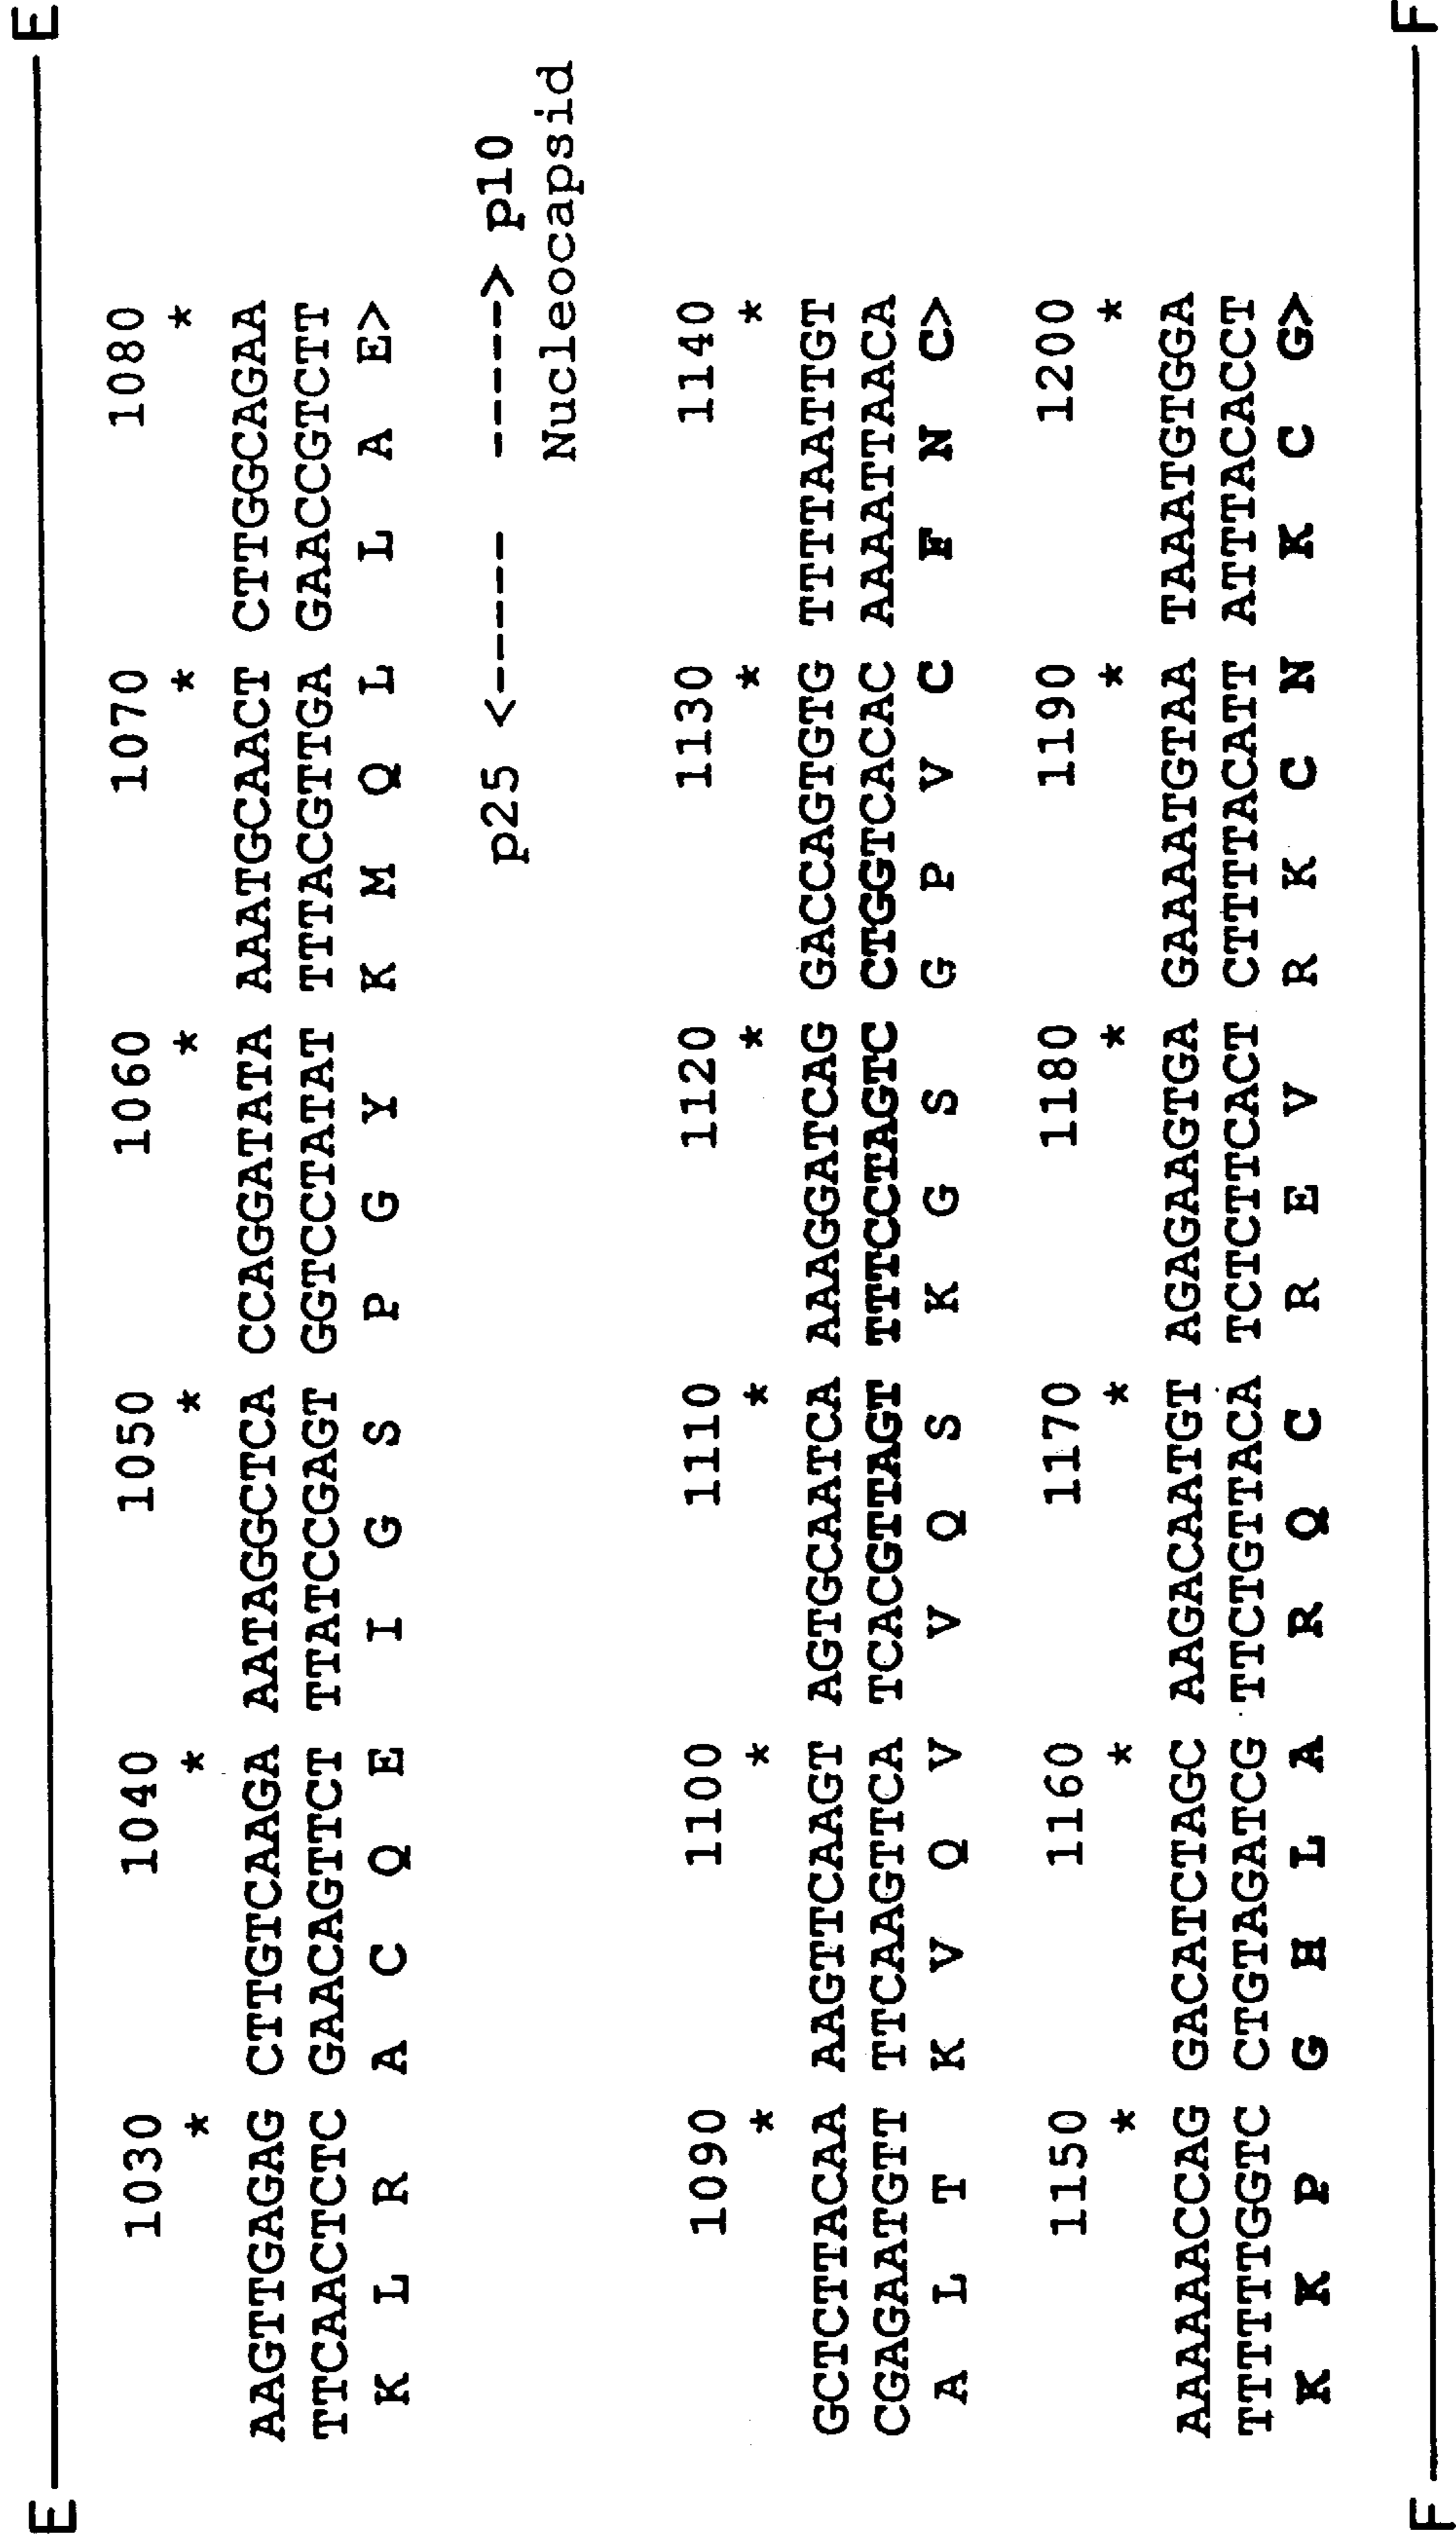 E E
1030 1040 1050 1060 1070 1080
* * * * * *
AAGTTGAGAG CTTGTCAAGA AATAGGCTCA CCAGGATATA AAATGCAACT CTTGGCAGAA
TTCAACTCTC GAACAGTTCT TTATCCGAGT GGTCCTATAT TTTACGTTGA GAACCGTCTT
K L R A C Q E I G S P G Y K M Q L L A E>
p25 <----- -----> p10
Nucleocapsid
1090 1100 1110 1120 1130 1140
* * * * * *
GCTCTTACAA AAGTTCAAGT AGTGCAATCA AAAGGATCAG GACCAGTGTG TTTTAATTGT
CGAGAATGTT TTCAAGTTCA TCACGTTAGT TTTCCTAGTC CTGGTCACAC AAAATTAACA
A L T K V Q V V Q S K G S G P V C F N C>
1150 1160 1170 1180 1190 1200
* * * * * *
AAAAACCAG GACATCTAGC AAGACAATGT AGAGAAGTGA GAAAATGTAA TAAATGTGGA
TTTTTGGTC CTGTAGATCG TTCTGTTACA TCTCTTCACT CTTTTACATT ATTTACACCT
K K P G H L A R Q C R E V R K C N K C G>
F F